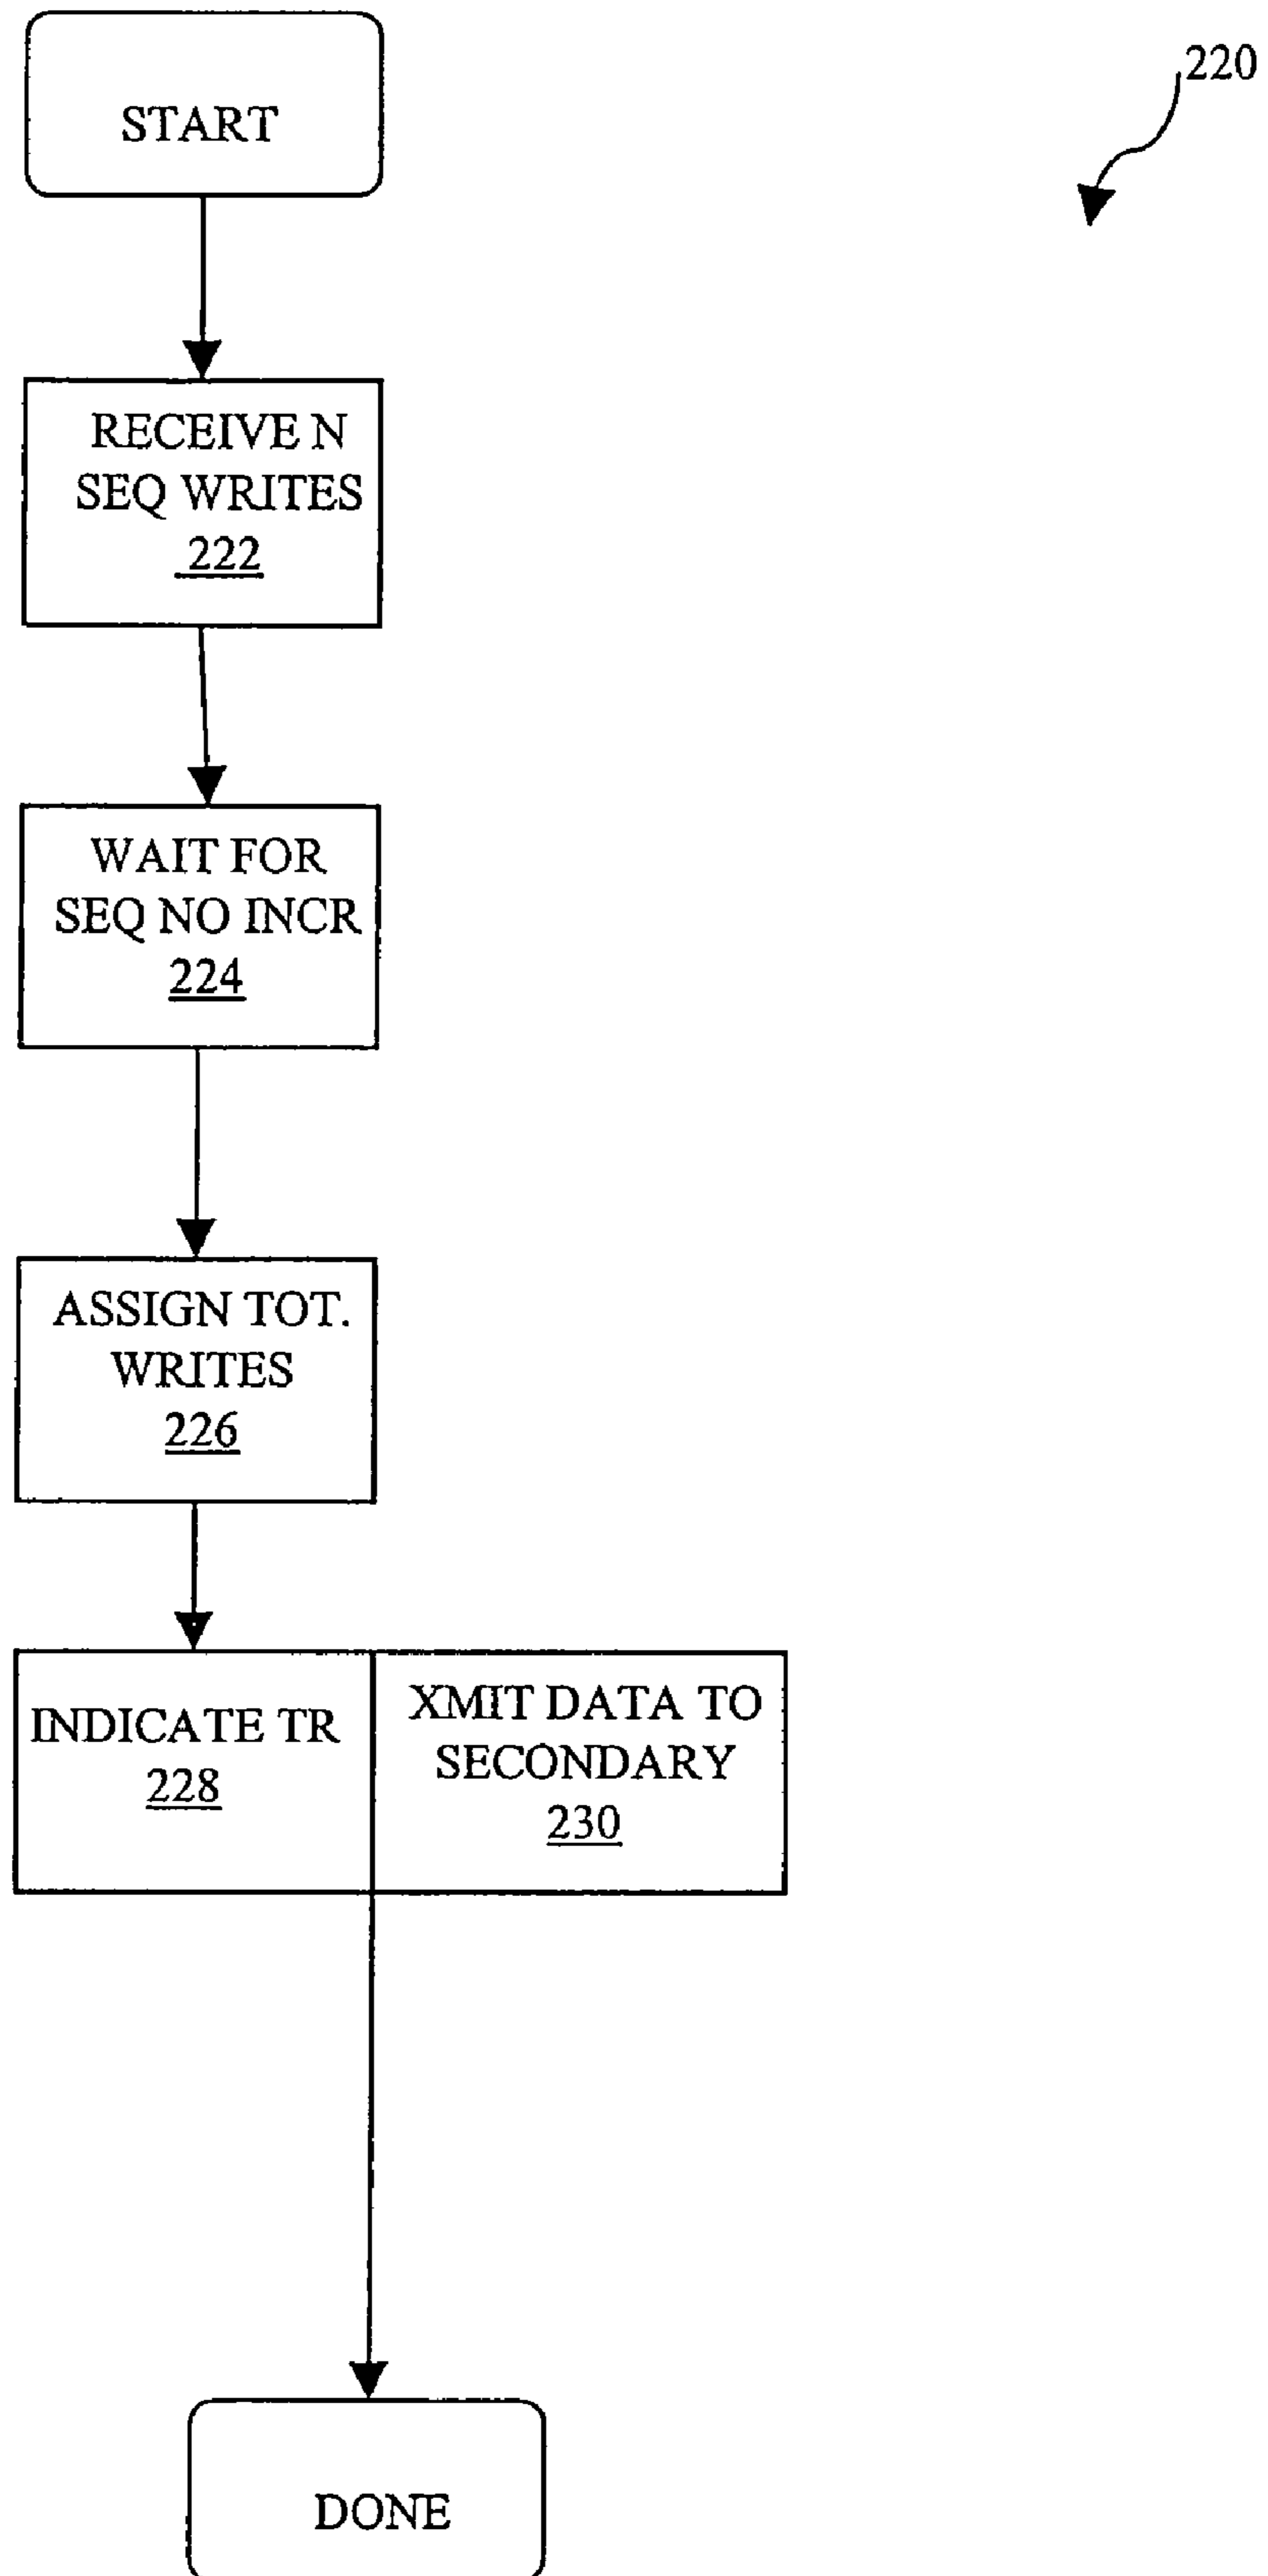 START
220
RECEIVE N
SEQ WRITES
222
WAIT FOR
SEQ NO INCR
224
ASSIGN TOT.
WRITES
226
INDICATE TR
228
XMIT DATA TO
SECONDARY
230
DONE